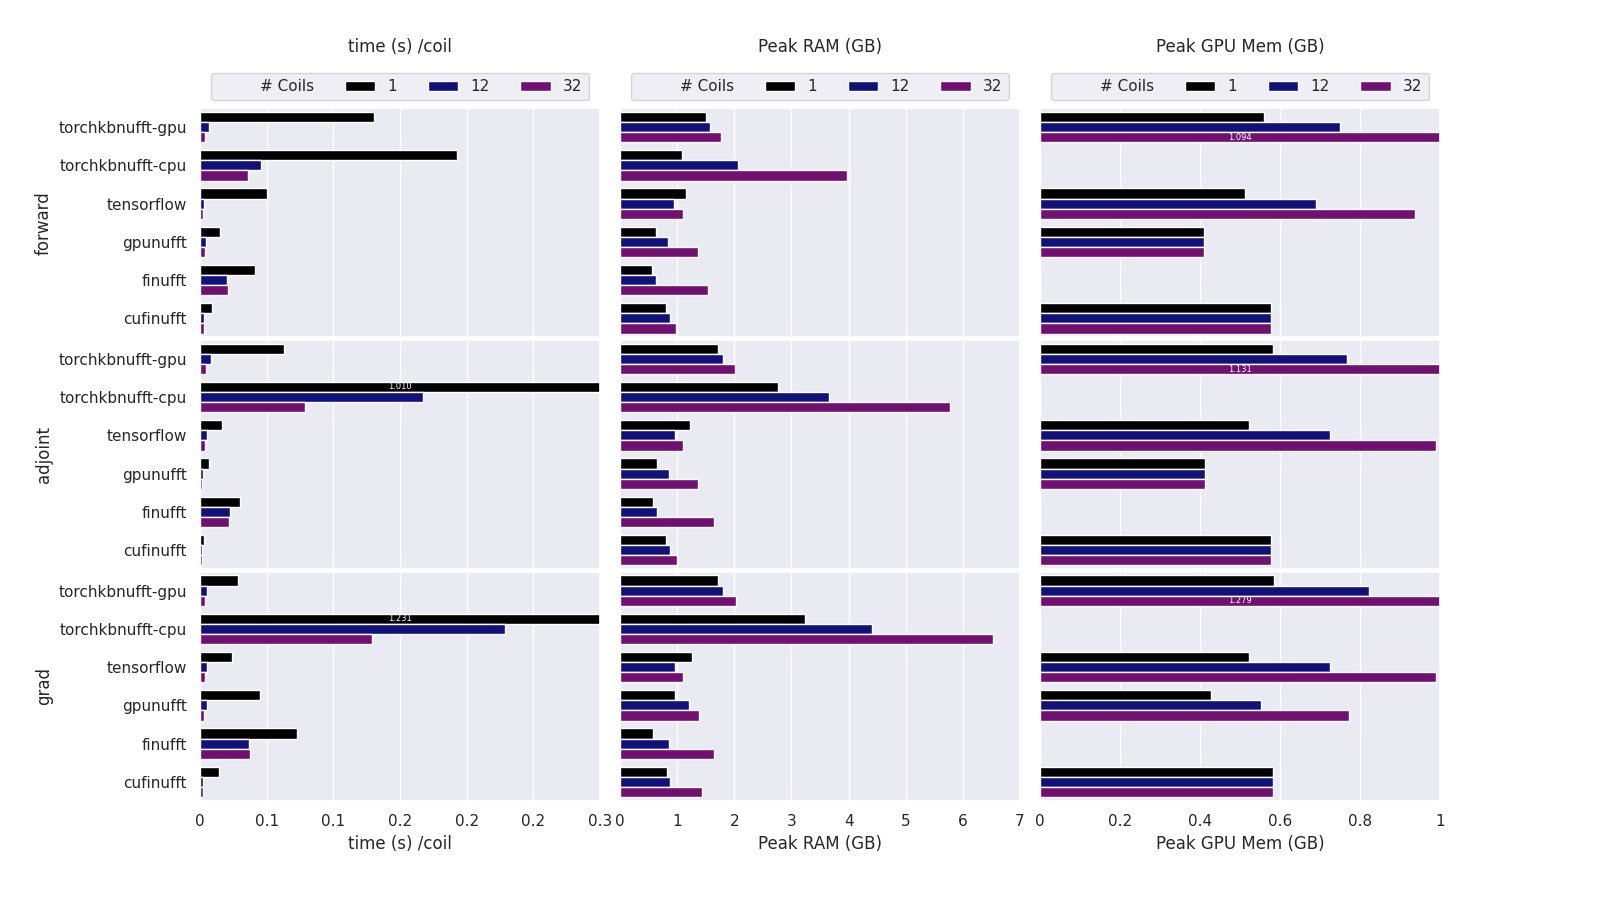 time (s) /coil Peak RAM (GB) Peak GPU Mem (GB)
# Coils 1 12 32 # Coils 1 12 32 # Coils 1 12 32
forward
torchkbnufft-gpu
1.094
torchkbnufft-cpu
tensorflow
gpunufft
finufft
cufinufft
adjoint
torchkbnufft-gpu
1.131
torchkbnufft-cpu
1.010
tensorflow
gpunufft
finufft
cufinufft
grad
torchkbnufft-gpu
1.279
torchkbnufft-cpu
1.231
tensorflow
gpunufft
finufft
cufinufft
0 0.1 0.1 0.2 0.2 0.2 0.3 0 1 2 3 4 5 6 7 0 0.2 0.4 0.6 0.8 1
time (s) /coil Peak RAM (GB) Peak GPU Mem (GB)